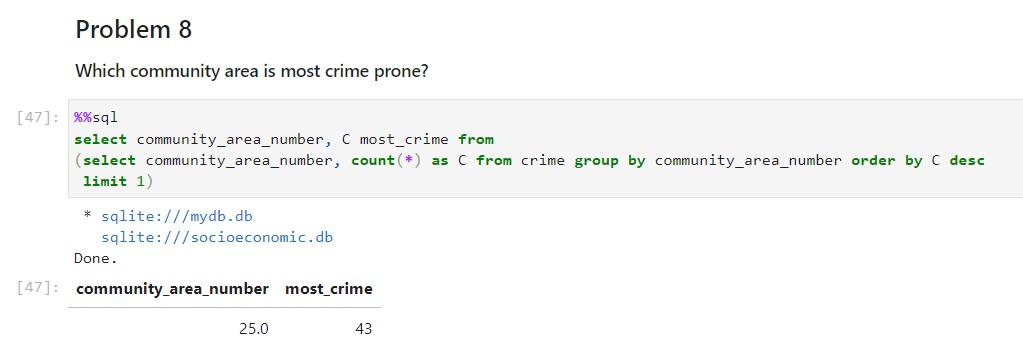 Problem 8
Which community area is most crime prone?
[47]: %%sql
select community_area_number, C most_crime from
(select community_area_number, count(*) as C from crime group by community_area_number order by C desc
limit 1)
* sqlite:///mydb.db
sqlite:///socioeconomic.db
Done.
[47]: community_area_number most_crime
25.0 43